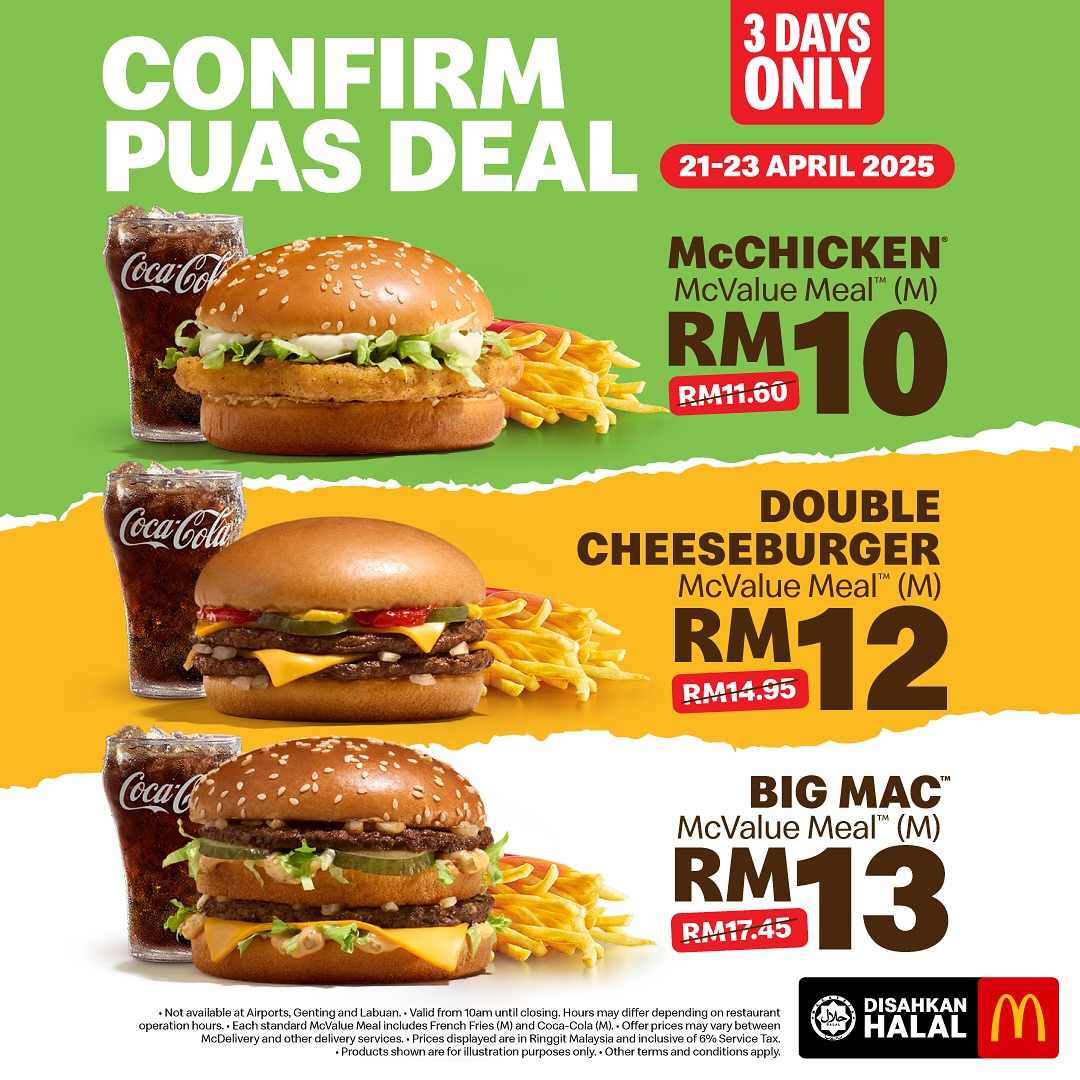 3 DAYS
ONLY
CONFIRM
PUAS DEAL
21-23 APRIL 2025
Coca-Col
McCHICKEN®
McValue Meal™ (M)
RM10
RM11.60
Coca-Cola
DOUBLE
CHEESEBURGER
McValue Meal™ (M)
RM12
RM14.95
Coca-C
BIG MAC™
McValue Meal™ (M)
RM13
RM17.45
• Not available at Airports, Genting and Labuan. • Valid from 10am until closing. Hours may differ depending on restaurant
operation hours. • Each standard McValue Meal includes French Fries (M) and Coca-Cola (M). • Offer prices may vary between
McDelivery and other delivery services. • Prices displayed are in Ringgit Malaysia and inclusive of 6% Service Tax.
• Products shown are for illustration purposes only. • Other terms and conditions apply.
حلال
DISAHKAN
HALAL